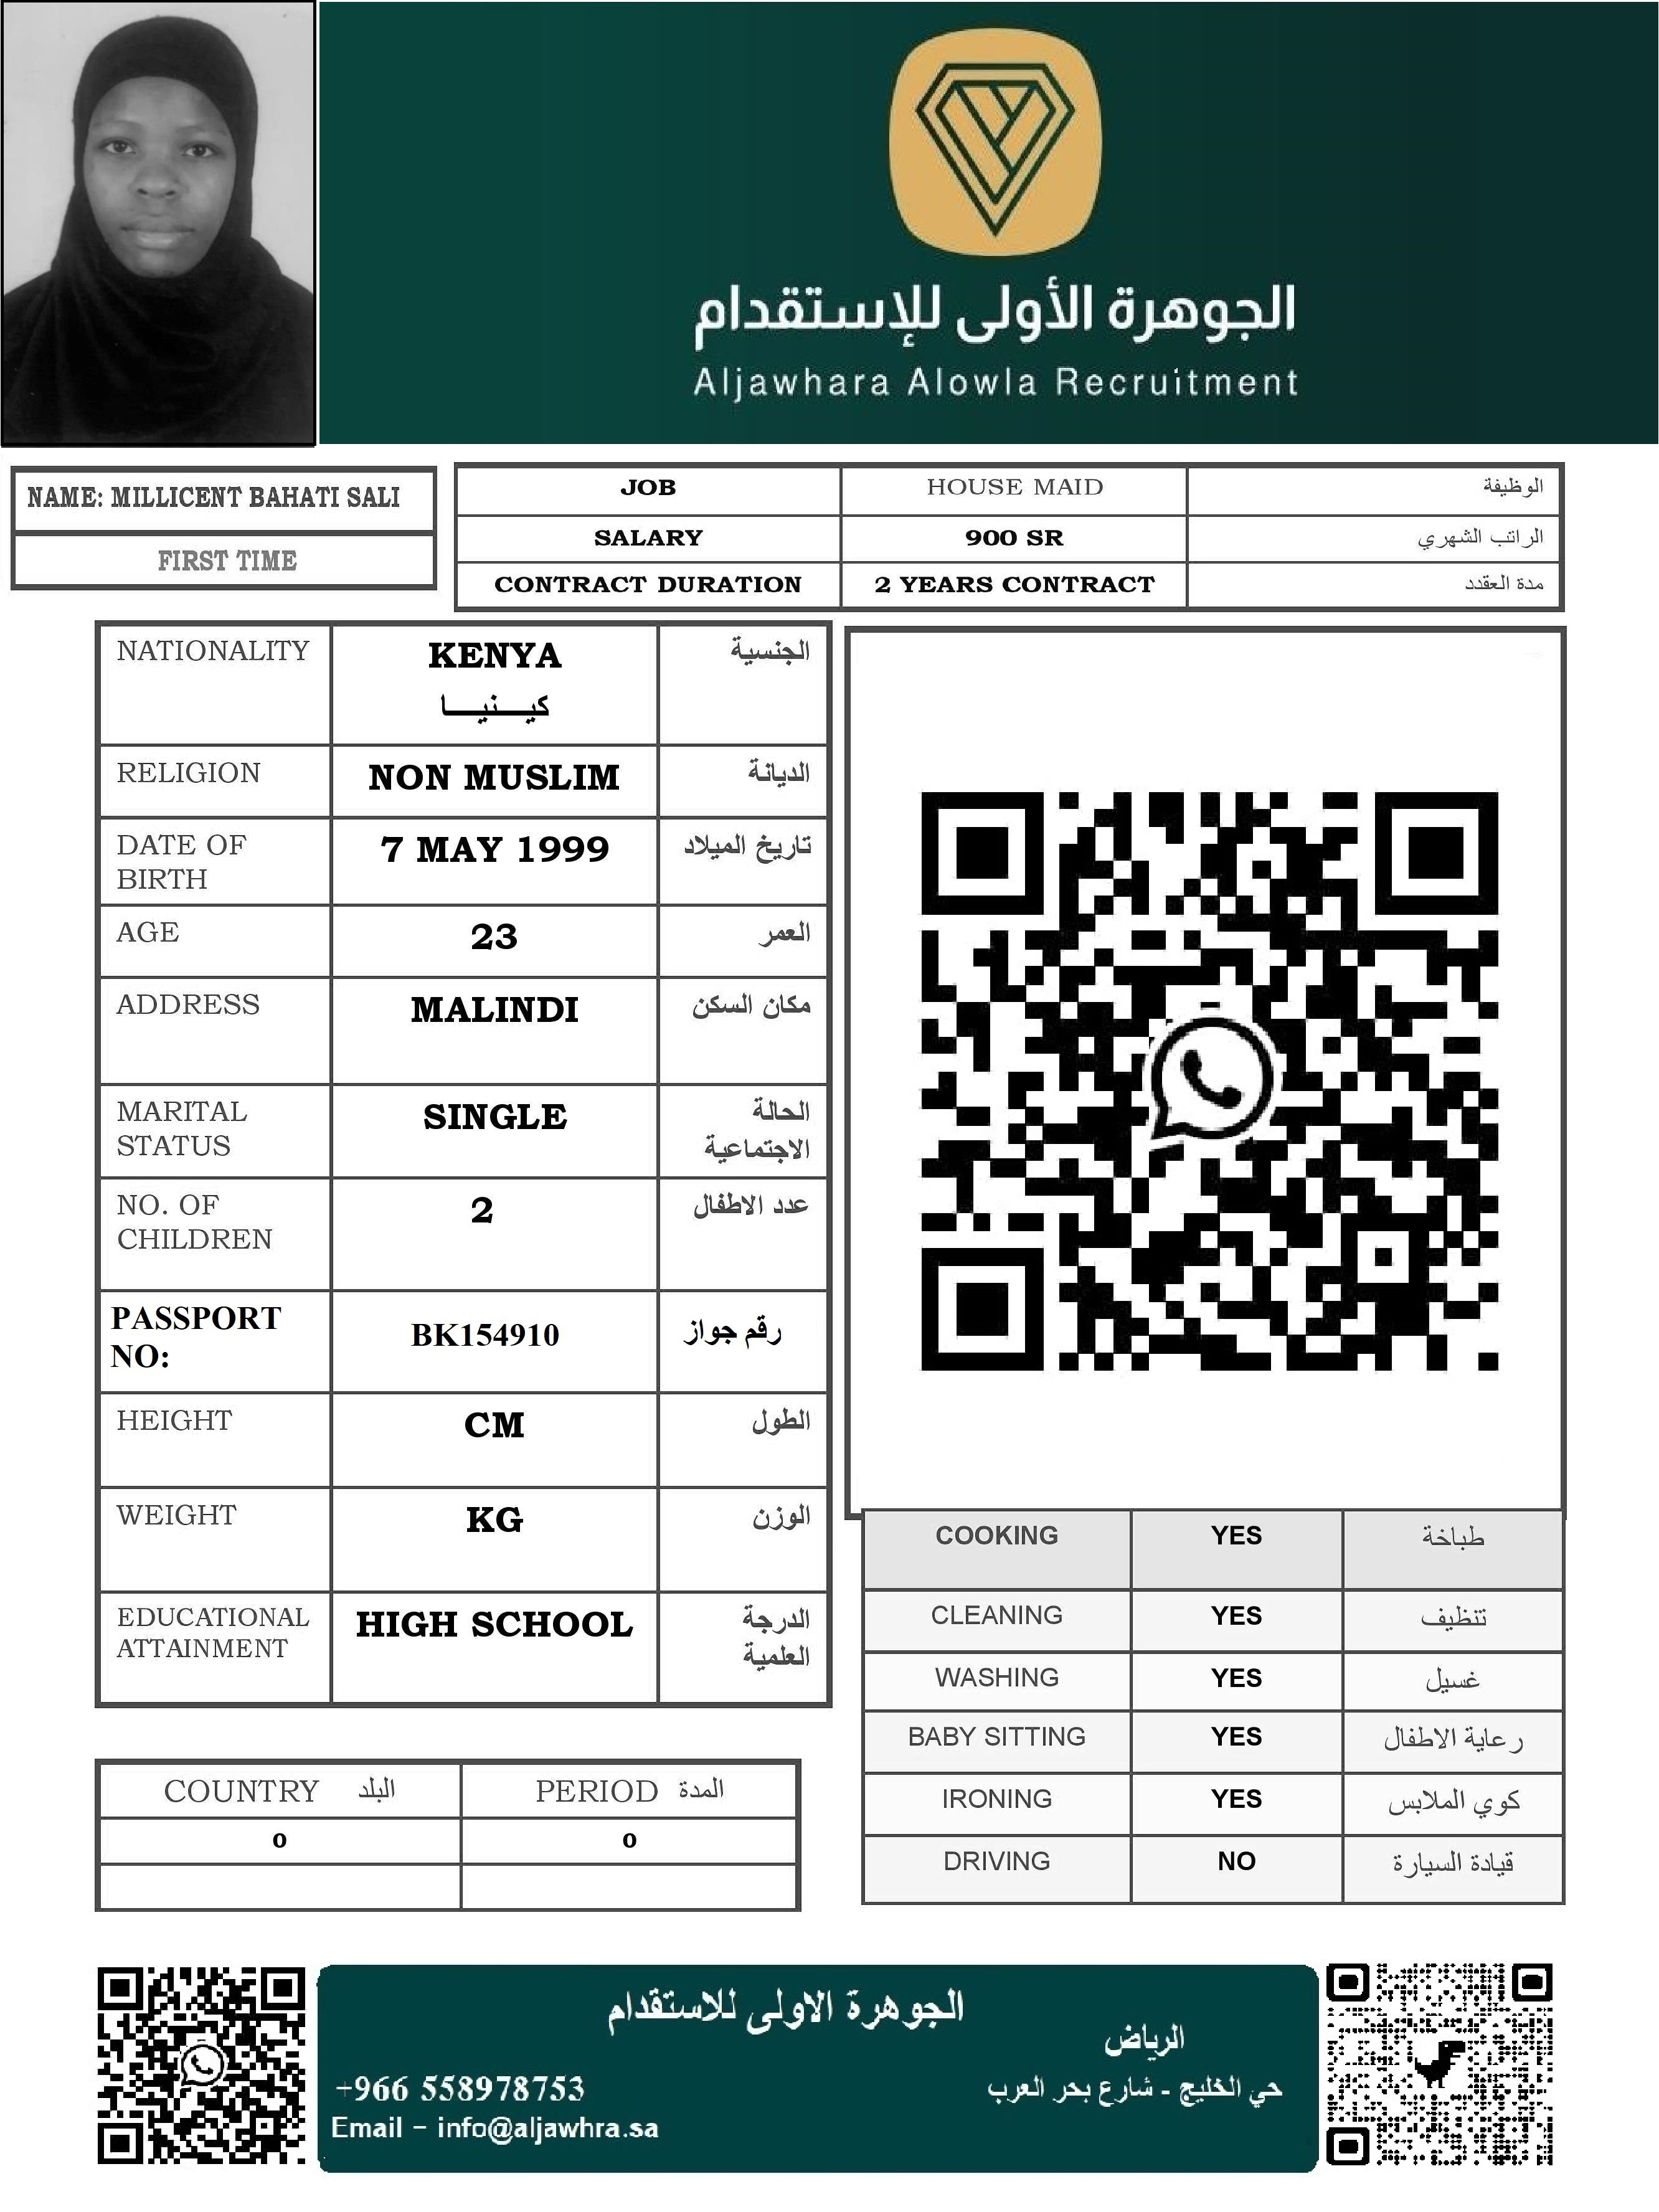 الجوهرة الأولى للإستقدام
Aljawhara Alowla Recruitment
NAME: MILLICENT BAHATI SALI
FIRST TIME
JOB HOUSE MAID الوظيفة
SALARY 900 SR الراتب الشهري
CONTRACT DURATION 2 YEARS CONTRACT مدة العقدد
NATIONALITY KENYA الجنسية
كيـــنيـــا
RELIGION NON MUSLIM الديانة
DATE OF 7 MAY 1999 تاريخ الميلاد
BIRTH
AGE 23 العمر
ADDRESS MALINDI مكان السكن
MARITAL SINGLE الحالة
STATUS الاجتماعية
NO. OF 2 عدد الاطفال
CHILDREN
PASSPORT BK154910 رقم جواز
NO:
HEIGHT CM الطول
WEIGHT KG الوزن
EDUCATIONAL HIGH SCHOOL الدرجة
ATTAINMENT العلمية
COOKING YES طباخة
CLEANING YES تنظيف
WASHING YES غسيل
BABY SITTING YES رعاية الاطفال
IRONING YES كوي الملابس
DRIVING NO قيادة السيارة
COUNTRY البلد PERIOD المدة
0 0
الجوهرة الاولى للاستقدام
الرياض
+966 558978753 حي الخليج - شارع بحر العرب
Email - info@aljawhra.sa